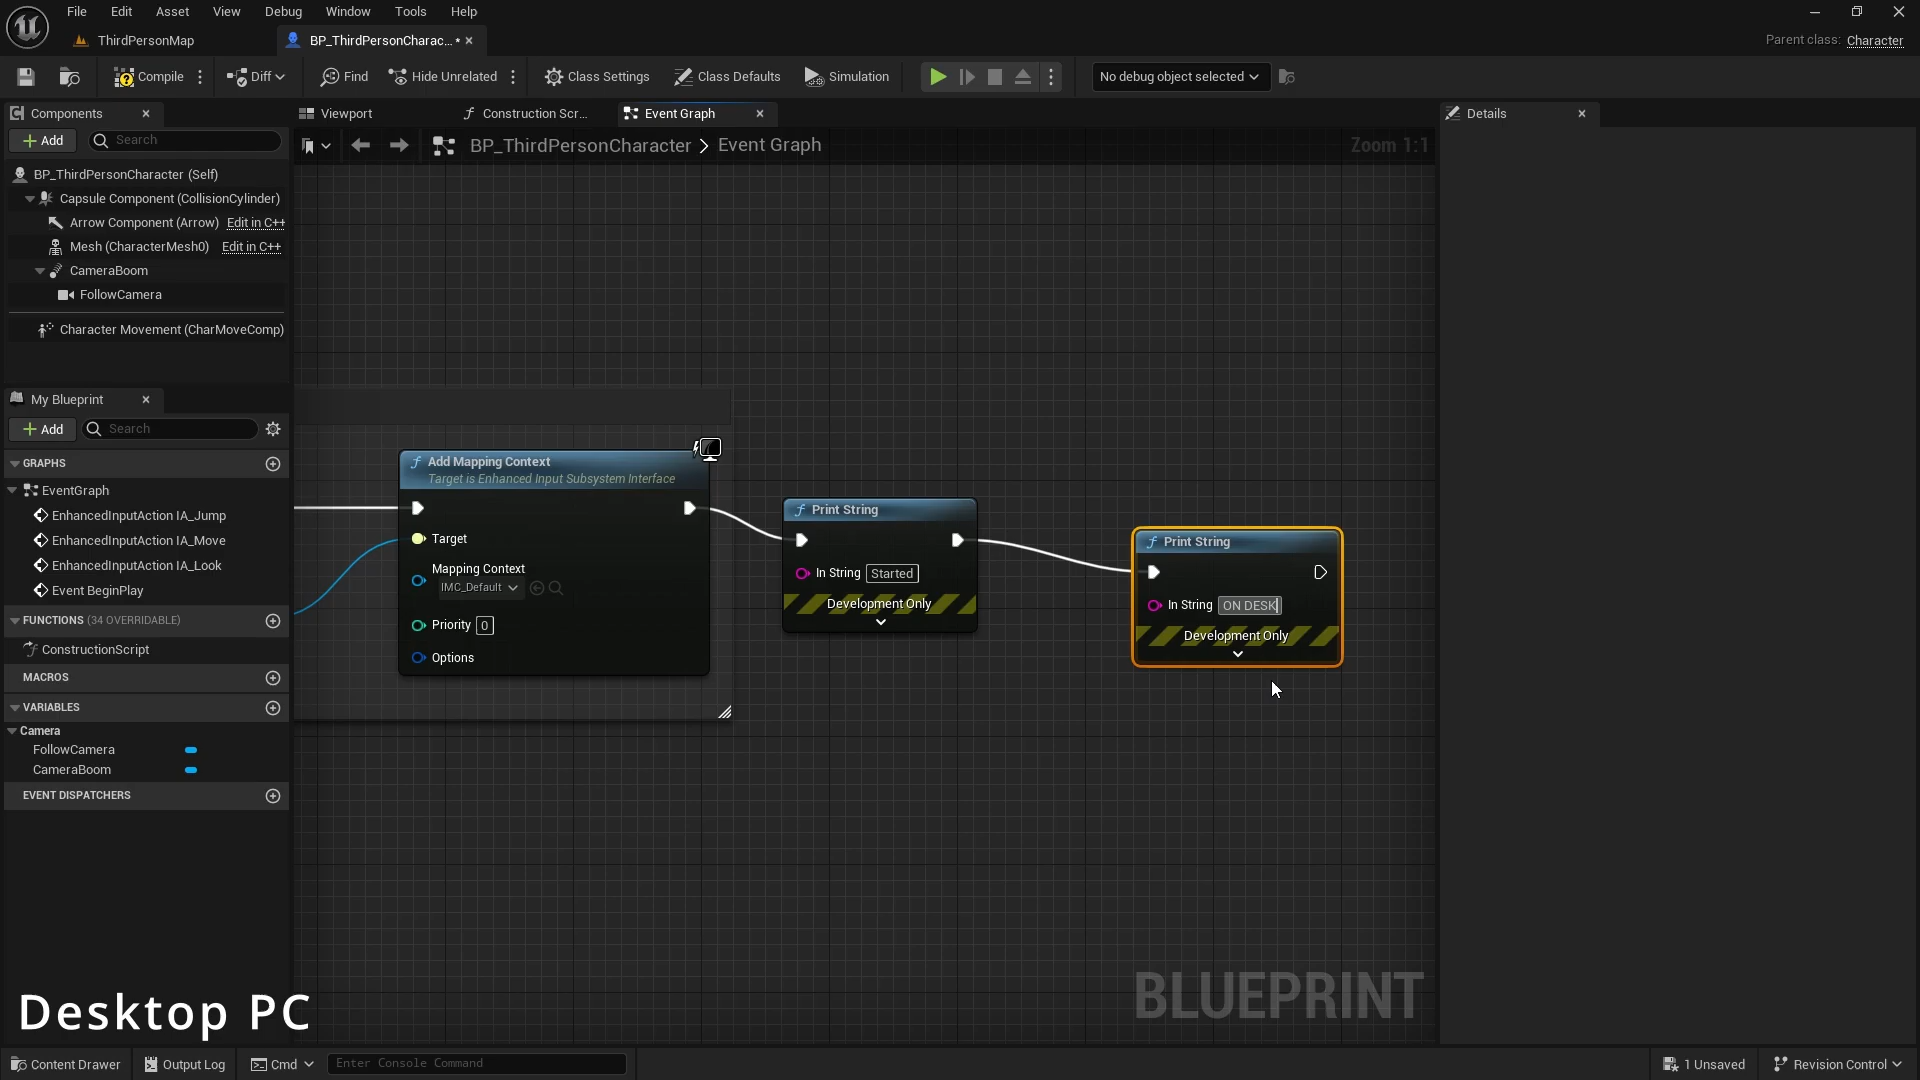 File Edit Asset View Debug Window Tools Help
ThirdPersonMap
BP_ThirdPersonCharac... •
Parent class: Character
Compile
Diff
Find
Hide Unrelated
Class Settings
Class Defaults
Simulation
No debug object selected
Components
Viewport
Construction Scr...
Event Graph
Details
Add
Search
BP_ThirdPersonCharacter > Event Graph
Zoom 1:1
BP_ThirdPersonCharacter (Self)
Capsule Component (CollisionCylinder)
Arrow Component (Arrow) Edit in C++
Mesh (CharacterMesh0) Edit in C++
CameraBoom
FollowCamera
Character Movement (CharMoveComp)
My Blueprint
Add
Search
GRAPHS
EventGraph
EnhancedInputAction IA_Jump
EnhancedInputAction IA_Move
EnhancedInputAction IA_Look
Event BeginPlay
FUNCTIONS (34 OVERRIDABLE)
ConstructionScript
MACROS
VARIABLES
Camera
FollowCamera
CameraBoom
EVENT DISPATCHERS
Add Mapping Context
Target is Enhanced Input Subsystem Interface
Target
Mapping Context
IMC_Default
Priority 0
Options
Print String
In String Started
Development Only
Print String
In String ON DESK
Development Only
BLUEPRINT
Desktop PC
Content Drawer
Output Log
Cmd
Enter Console Command
1 Unsaved
Revision Control